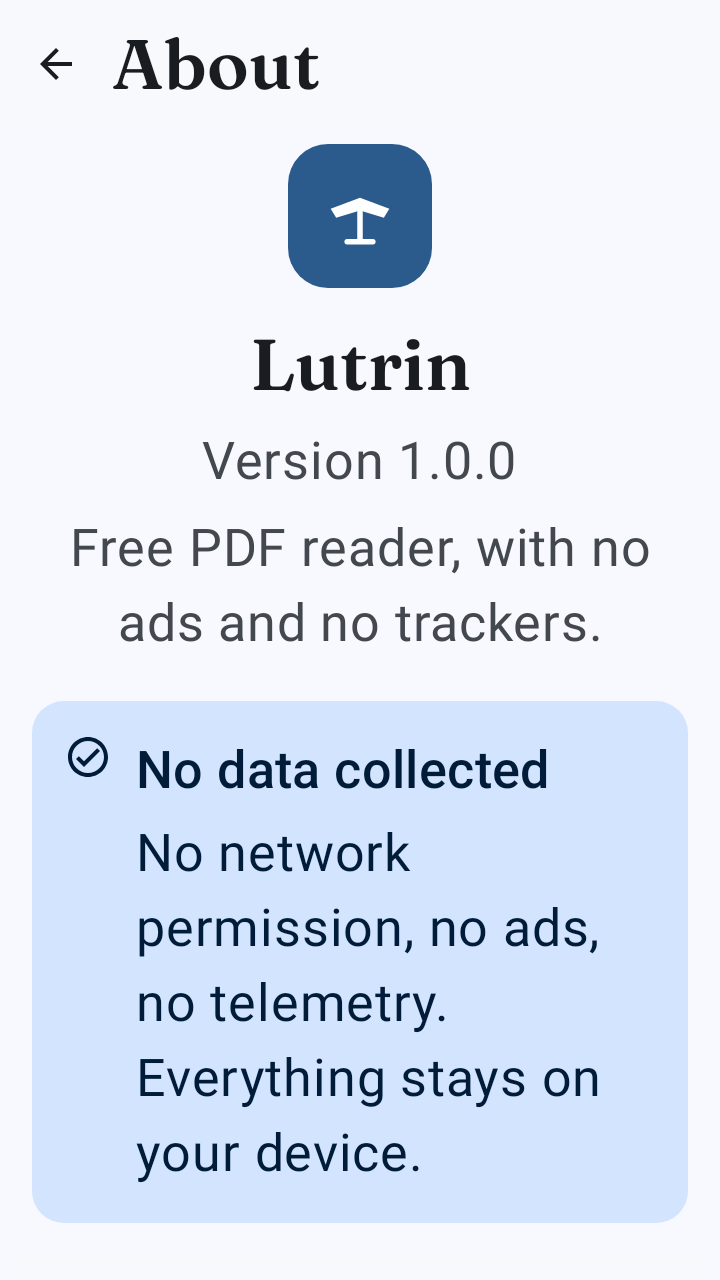 About
Lutrin
Version 1.0.0
Free PDF reader, with no
ads and no trackers.
No data collected
No network
permission, no ads,
no telemetry.
Everything stays on
your device.